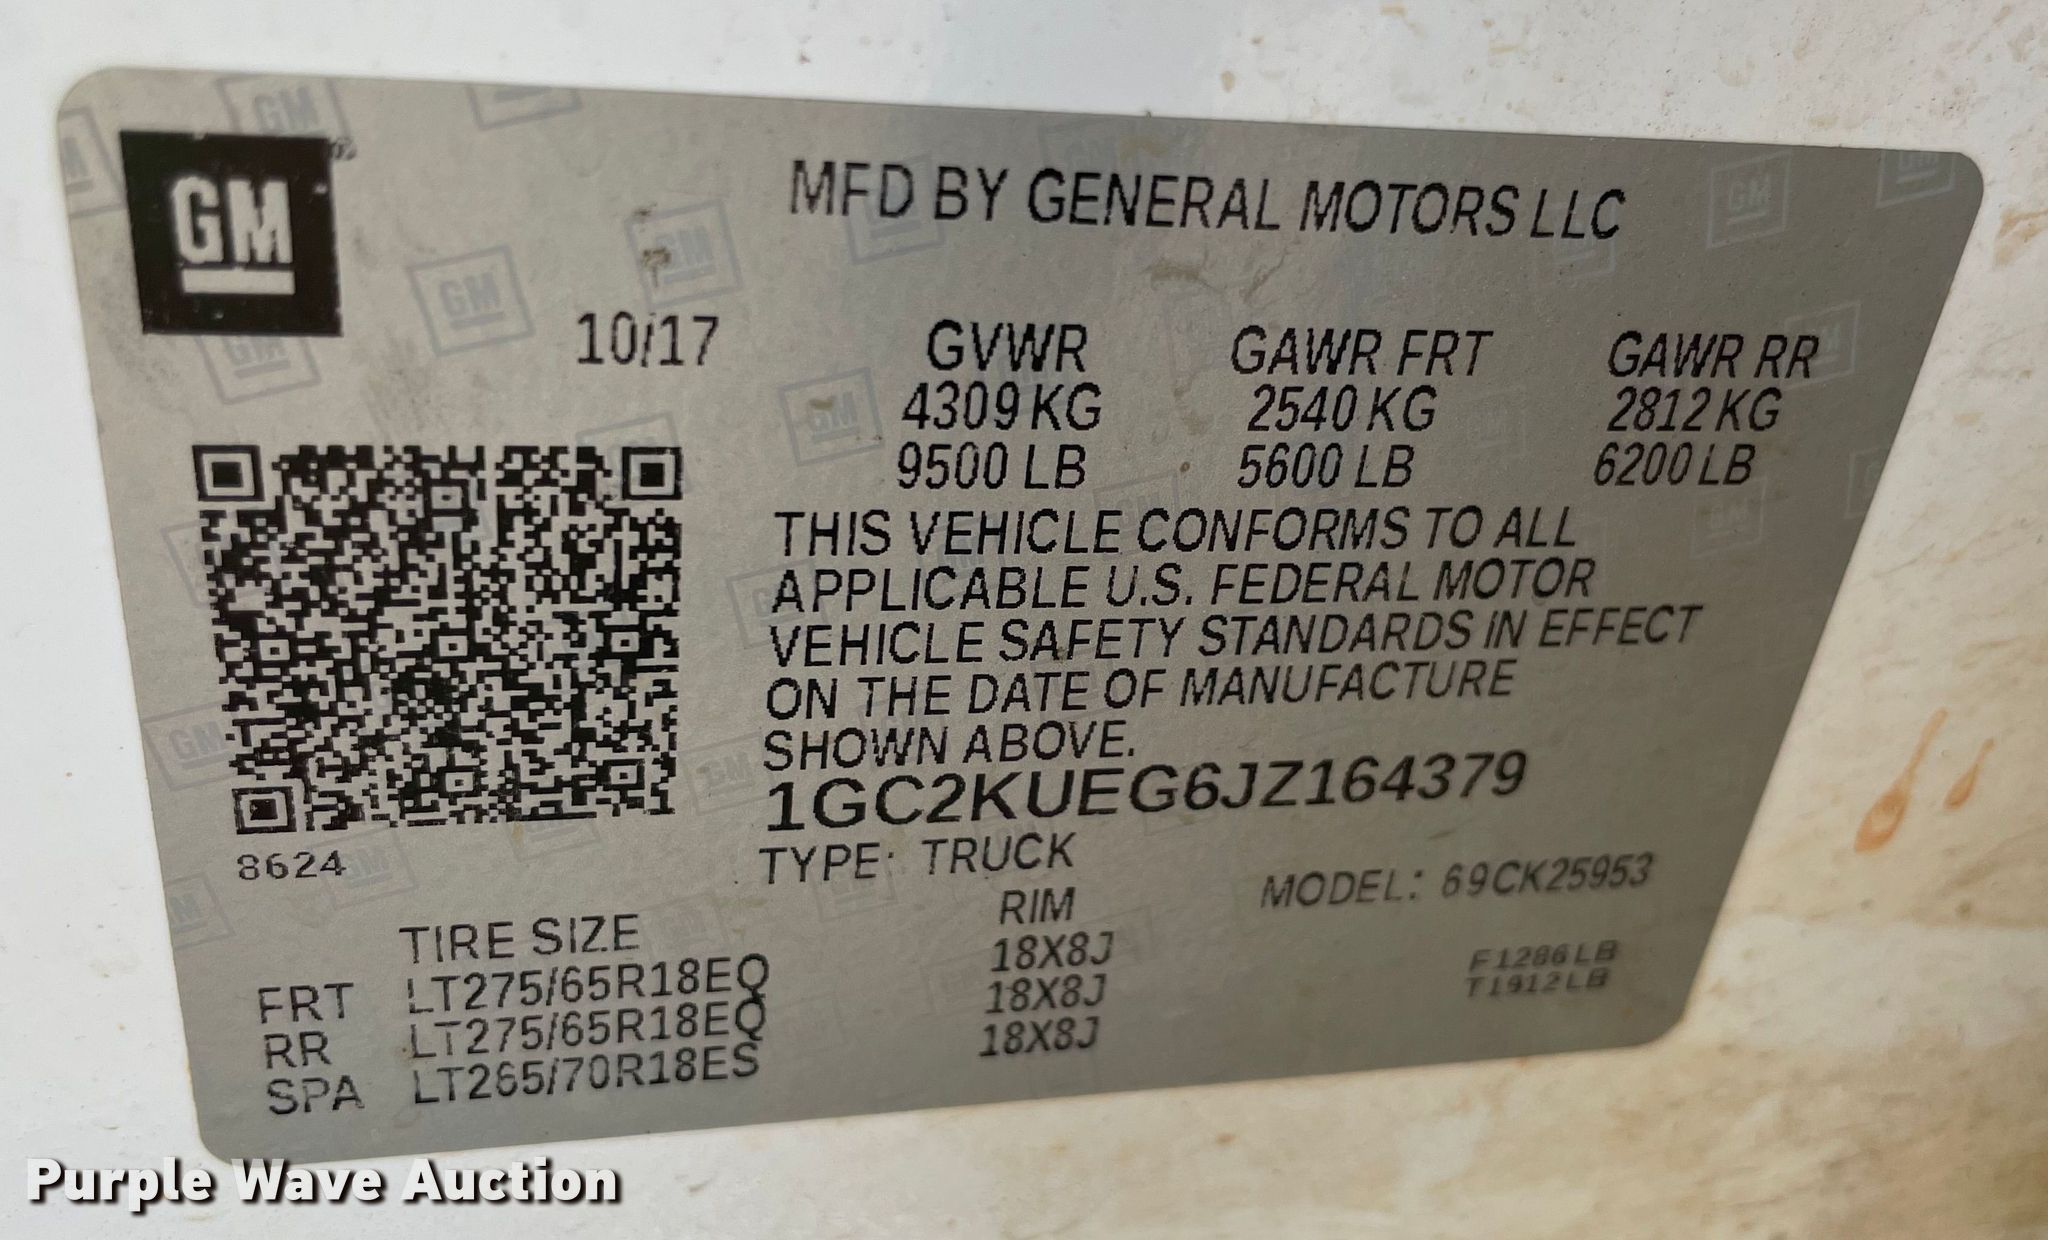 GM
MFD BY GENERAL MOTORS LLC
10/17
GVWR GAWR FRT GAWR RR
4309 KG 2540 KG 2812 KG
9500 LB 5600 LB 6200 LB
THIS VEHICLE CONFORMS TO ALL
APPLICABLE U.S. FEDERAL MOTOR
VEHICLE SAFETY STANDARDS IN EFFECT
ON THE DATE OF MANUFACTURE
SHOWN ABOVE.
1GC2KUEG6JZ164379
8624
TYPE: TRUCK
MODEL: 69CK25953
TIRE SIZE RIM
FRT LT275/65R18EQ 18X8J
RR LT275/65R18EQ 18X8J
SPA LT265/70R18ES 18X8J
F1286LB
T1912LB
Purple Wave Auction